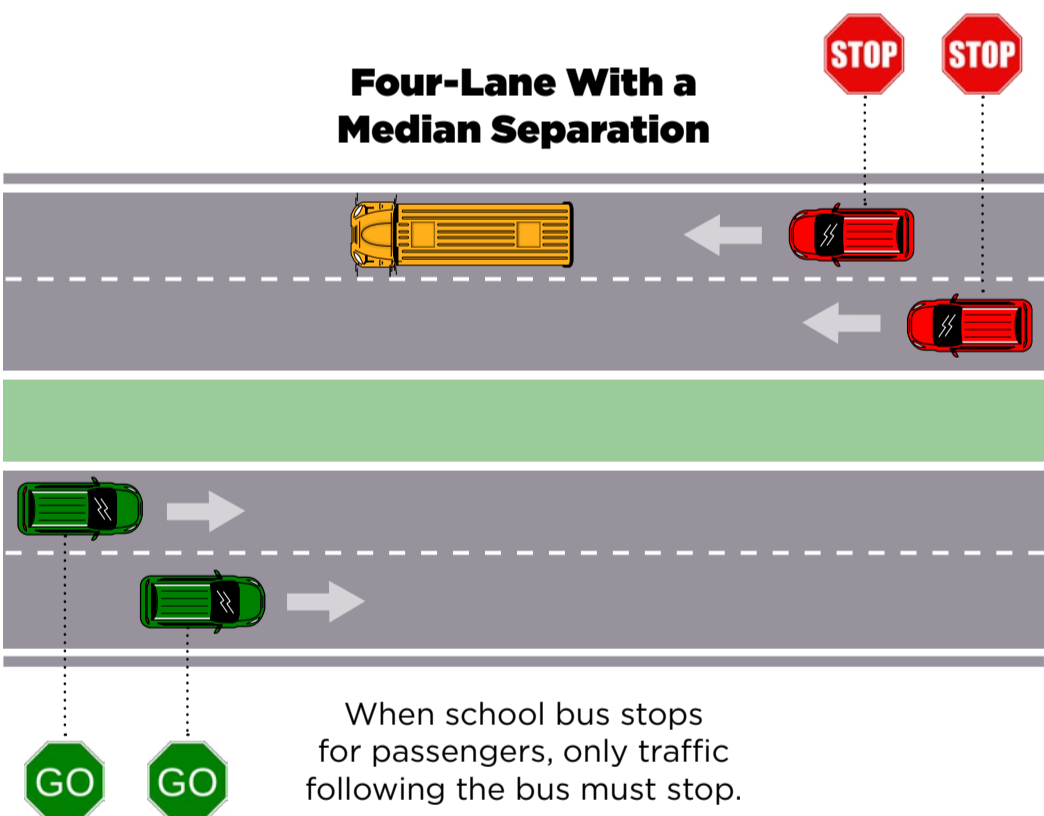 STOP STOP
Four-Lane With a
Median Separation
When school bus stops
for passengers, only traffic
following the bus must stop.
GO GO